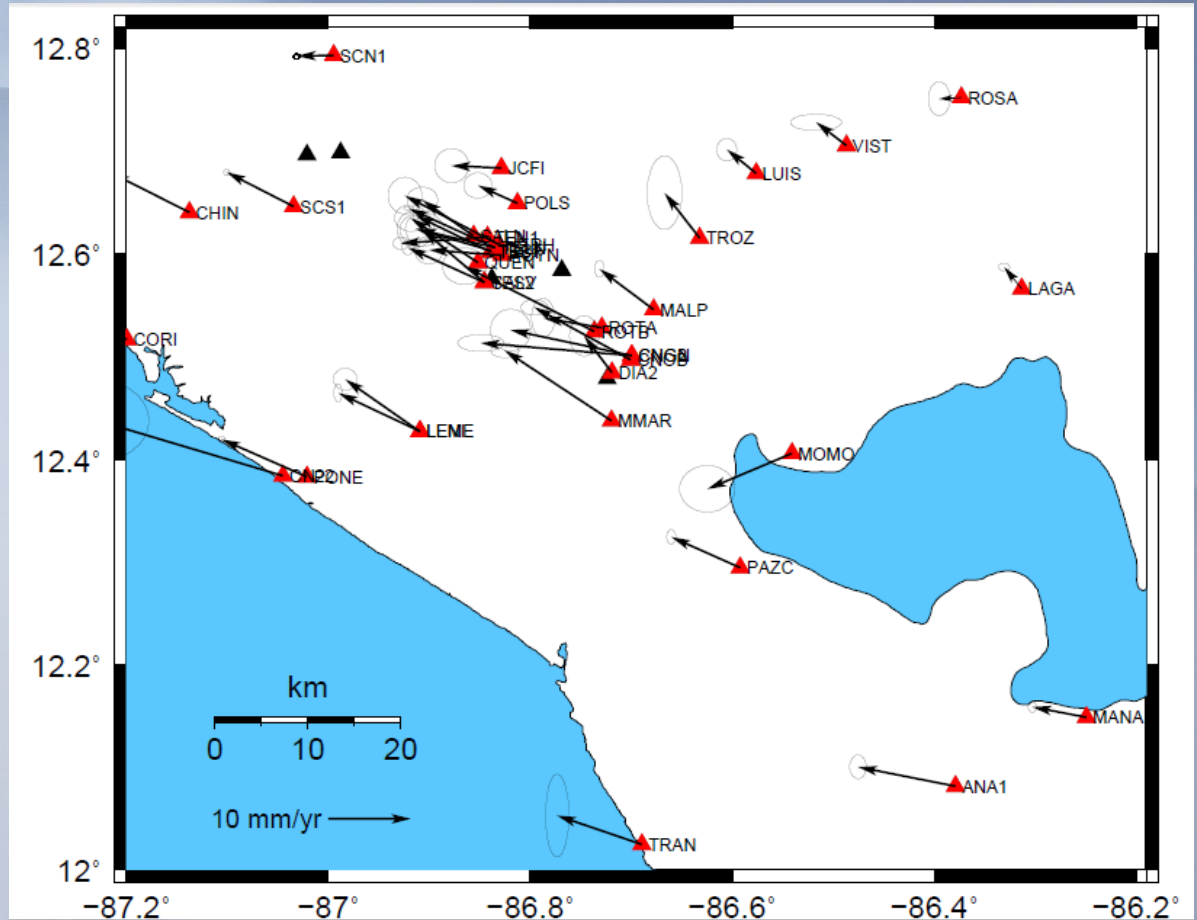 12.8°
SCN1
ROSA
VIST
JCFI
LUIS
POLS
CHIN
SCS1
TROZ
QUEN
LAGA
MALP
ROTA
ROTB
CORI
DIA2
MMAR
LEME
MOMO
12.6°
12.4°
PONE
PAZC
12.2°
km
0 10 20
MANA
ANA1
10 mm/yr
TRAN
12°
−87.2° −87° −86.8° −86.6° −86.4° −86.2°